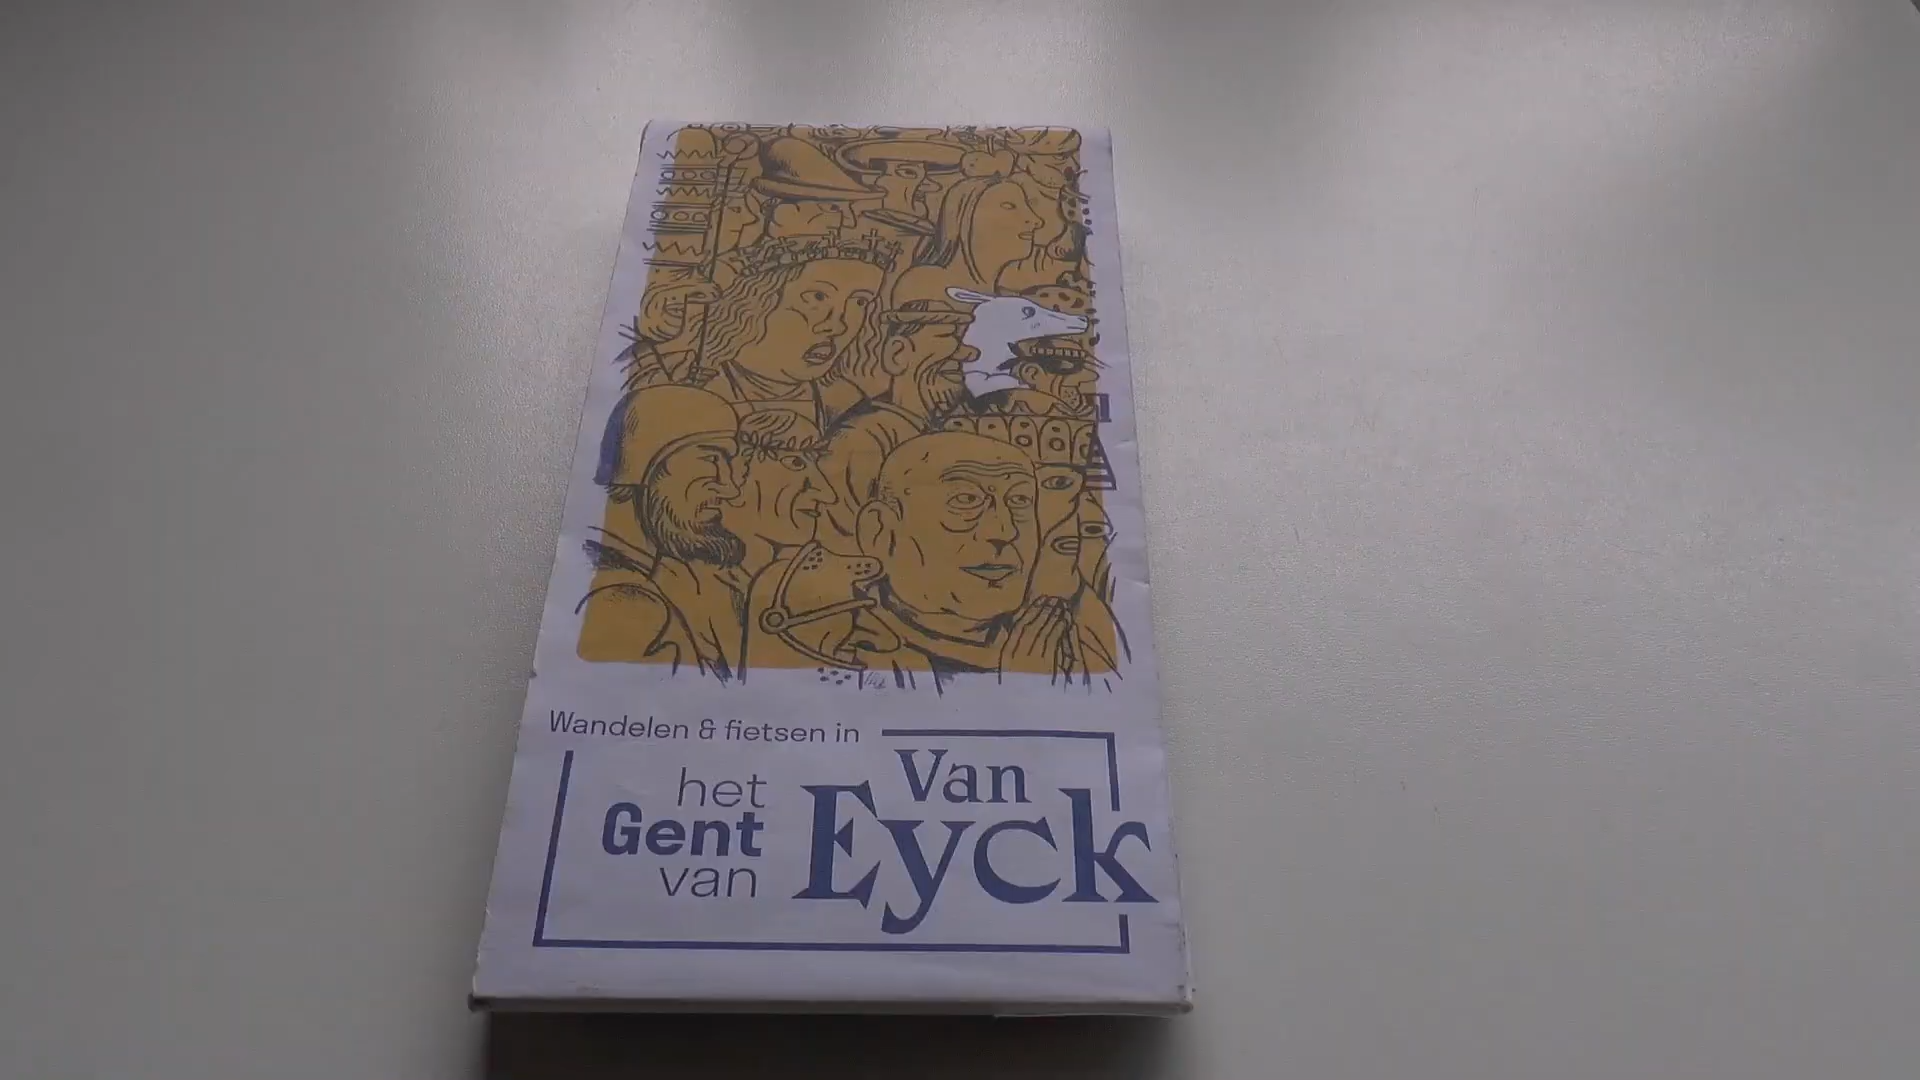 Wandelen & fietsen in
het
Gent
van
Van
Eyck